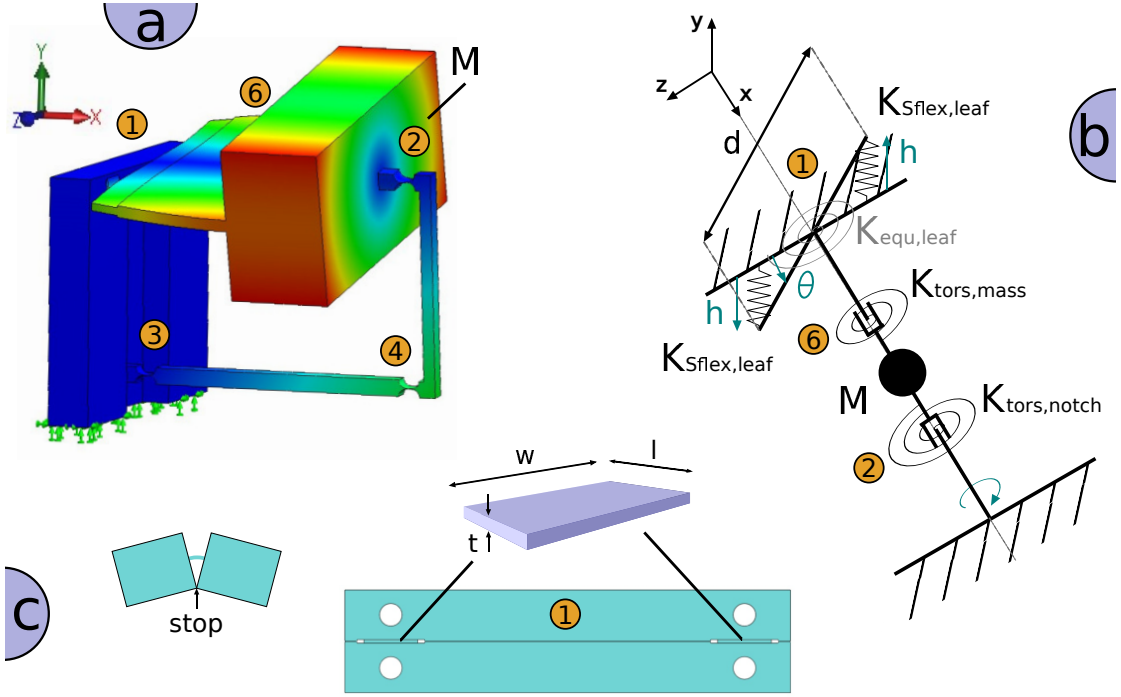 a
Y
Z
X
1
6
M
2
3
4
b
y
z
x
d
1
KSflex,leaf
h
Kequ,leaf
θ
h
Ktors,mass
6
KSflex,leaf
M
Ktors,notch
2
c
stop
w
l
t
1